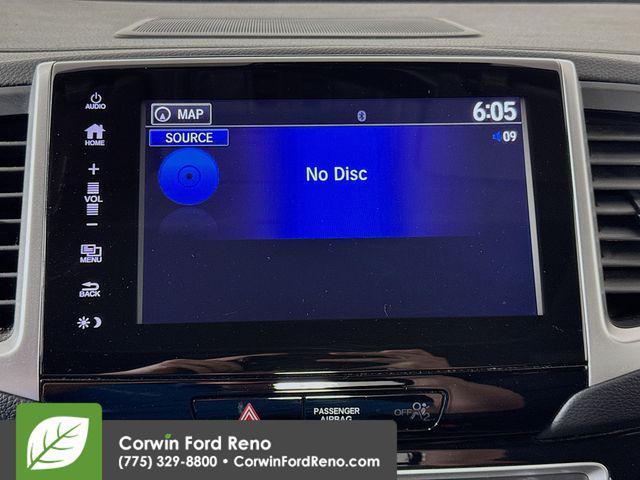 AUDIO
HOME
+
VOL
−
MENU
BACK
MAP
6:05
SOURCE
09
No Disc
PASSENGER
AIRBAG
OFF
2
Corwin Ford Reno
(775) 329-8800 • CorwinFordReno.com